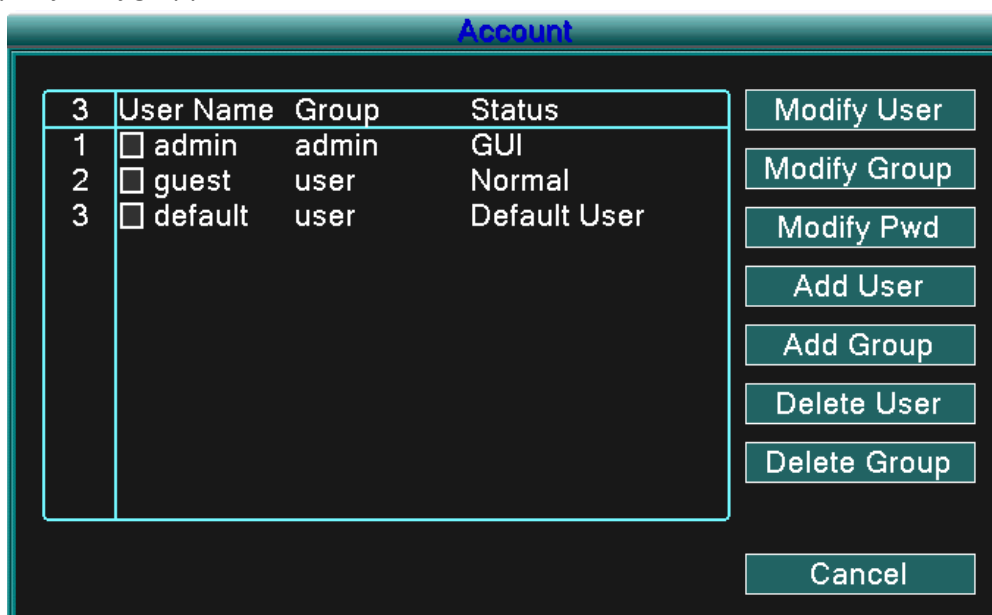 Account
3 User Name Group Status
1 admin admin GUI
2 guest user Normal
3 default user Default User
Modify User
Modify Group
Modify Pwd
Add User
Add Group
Delete User
Delete Group
Cancel